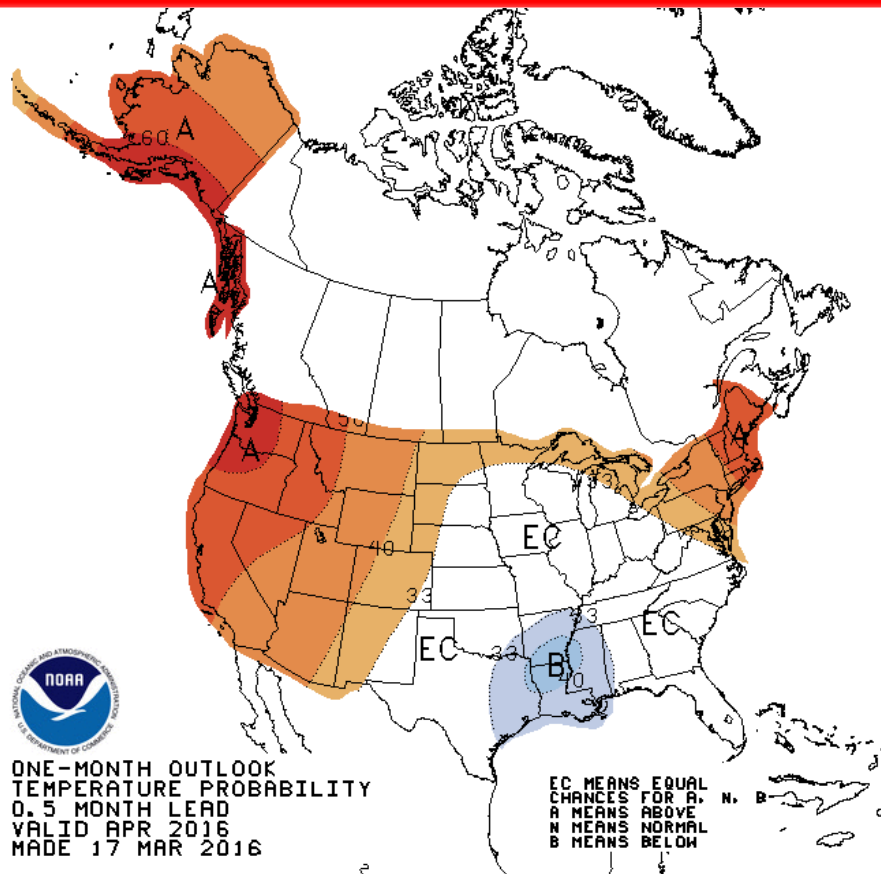 A
60
A
50
A
A
33
EC
40
33
33
EC
EC
33
B
40
NATIONAL OCEANIC AND ATMOSPHERIC ADMINISTRATION
NOAA
U.S. DEPARTMENT OF COMMERCE
ONE-MONTH OUTLOOK
TEMPERATURE PROBABILITY
0.5 MONTH LEAD
VALID APR 2016
MADE 17 MAR 2016
EC MEANS EQUAL
CHANCES FOR A, N, B
A MEANS ABOVE
N MEANS NORMAL
B MEANS BELOW